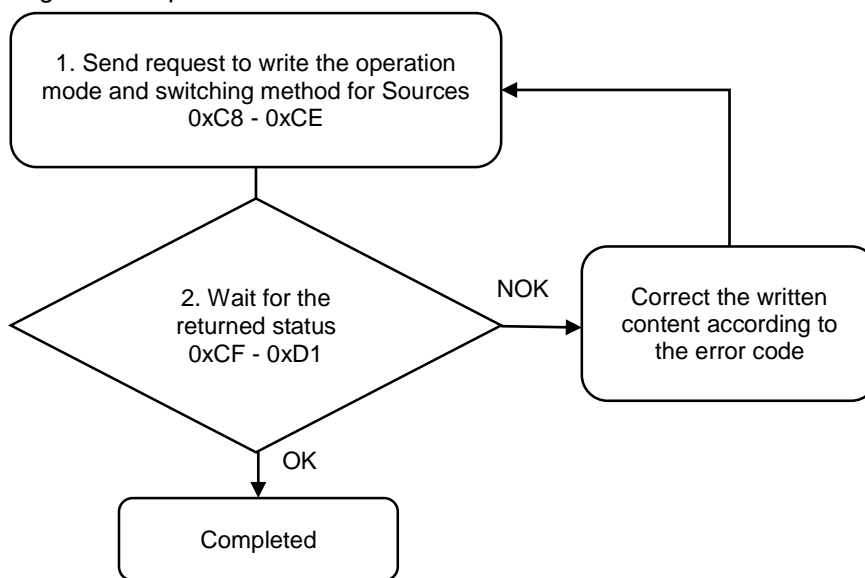 1. Send request to write the operation
mode and switching method for Sources
0xC8 - 0xCE
2. Wait for the
returned status
0xCF - 0xD1
NOK
Correct the written
content according to
the error code
OK
Completed